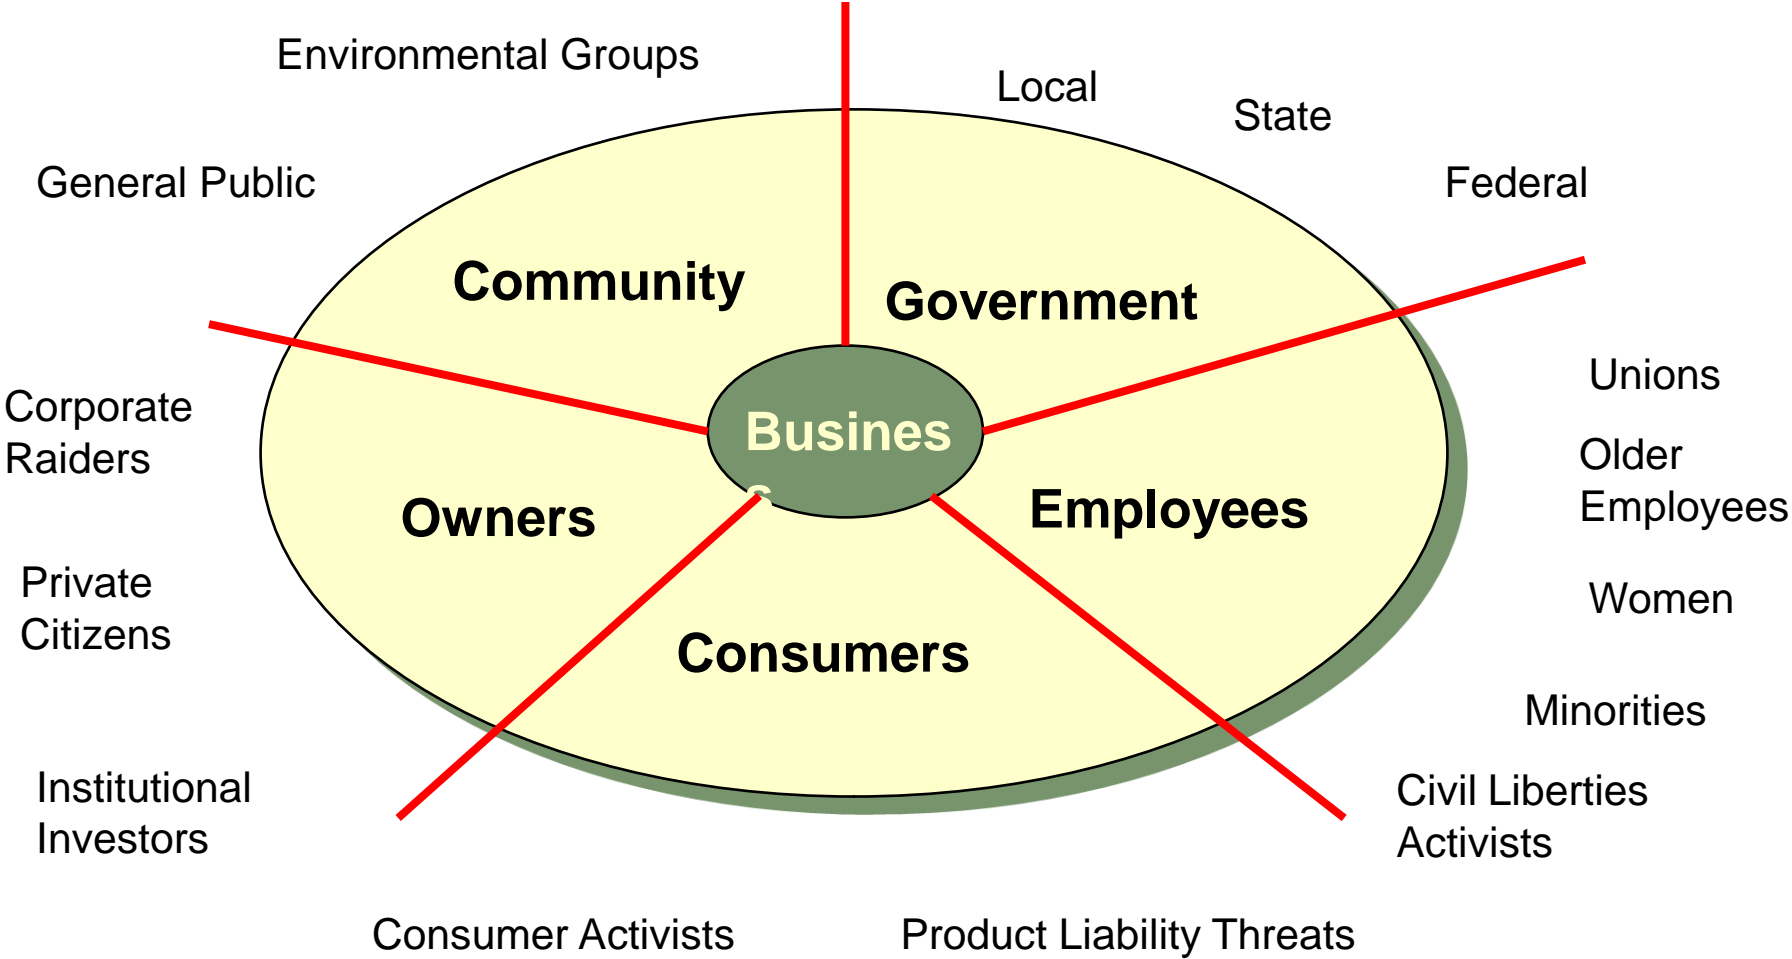 Environmental Groups
Local
State
General Public
Federal
Community
Government
Unions
Corporate
Raiders
Busines
s
Older
Employees
Owners
Employees
Private
Citizens
Women
Consumers
Minorities
Institutional
Investors
Civil Liberties
Activists
Consumer Activists
Product Liability Threats